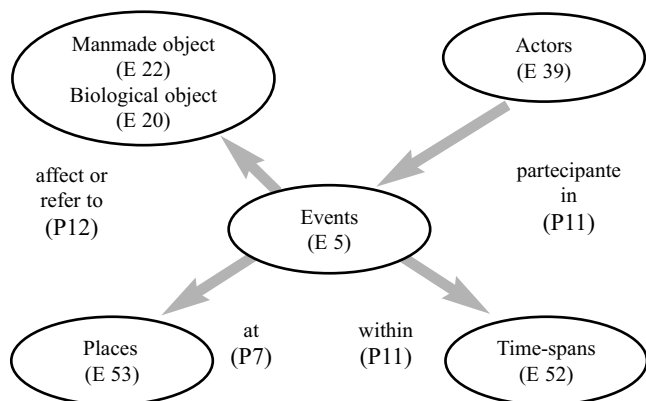 Manmade object
(E 22)
Biological object
(E 20)
Actors
(E 39)
affect or
refer to
(P12)
partecipante
in
(P11)
Events
(E 5)
Places
(E 53)
at
(P7)
within
(P11)
Time-spans
(E 52)